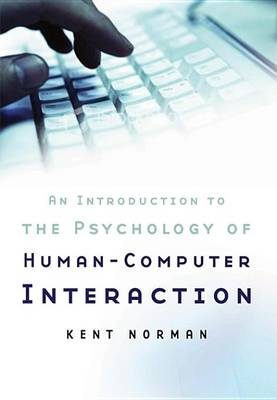 An Introduction to
the Psychology of
Human-Computer
Interaction
Kent Norman